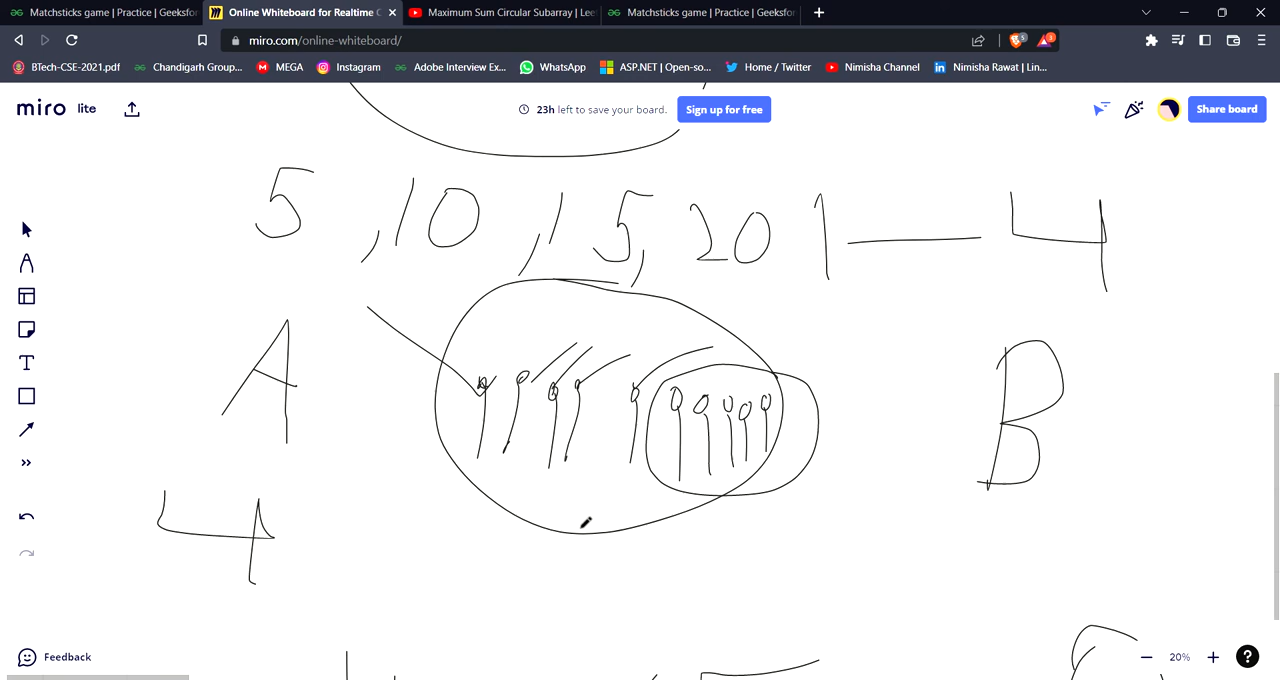 Matchsticks game | Practice | Geeksfor
Online Whiteboard for Realtime C
Maximum Sum Circular Subarray | Lee
Matchsticks game | Practice | Geeksfor
miro.com/online-whiteboard/
5
3
BTech-CSE-2021.pdf
Chandigarh Group...
MEGA
Instagram
Adobe Interview Ex...
WhatsApp
ASP.NET | Open-so...
Home / Twitter
Nimisha Channel
Nimisha Rawat | Lin...
miro lite
23h left to save your board.
Sign up for free
Share board
5 , 10 , 15, 20 1 — 4
A
B
4
Feedback
20%